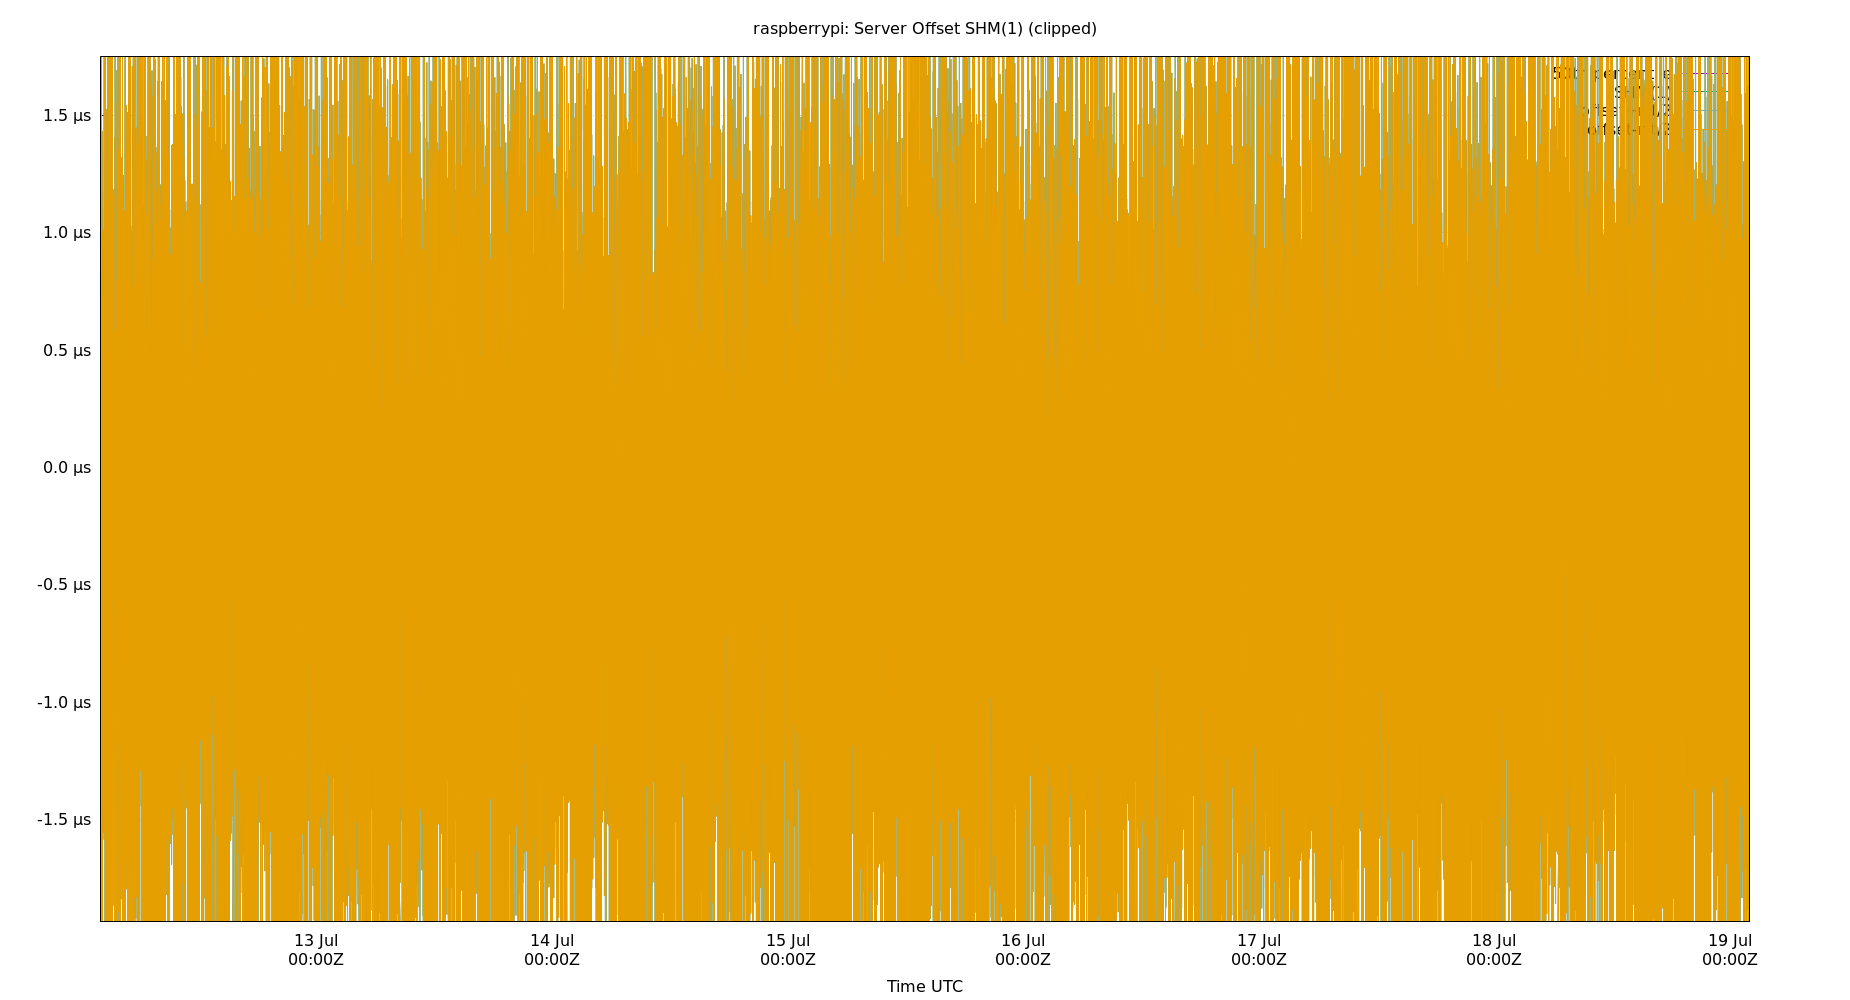 raspberrypi: Server Offset SHM(1) (clipped)
1.5 µs
1.0 µs
0.5 µs
0.0 µs
-0.5 µs
-1.0 µs
-1.5 µs
13 Jul 14 Jul 15 Jul 16 Jul 17 Jul 18 Jul 19 Jul
00:00Z 00:00Z 00:00Z 00:00Z 00:00Z 00:00Z 00:00Z
Time UTC